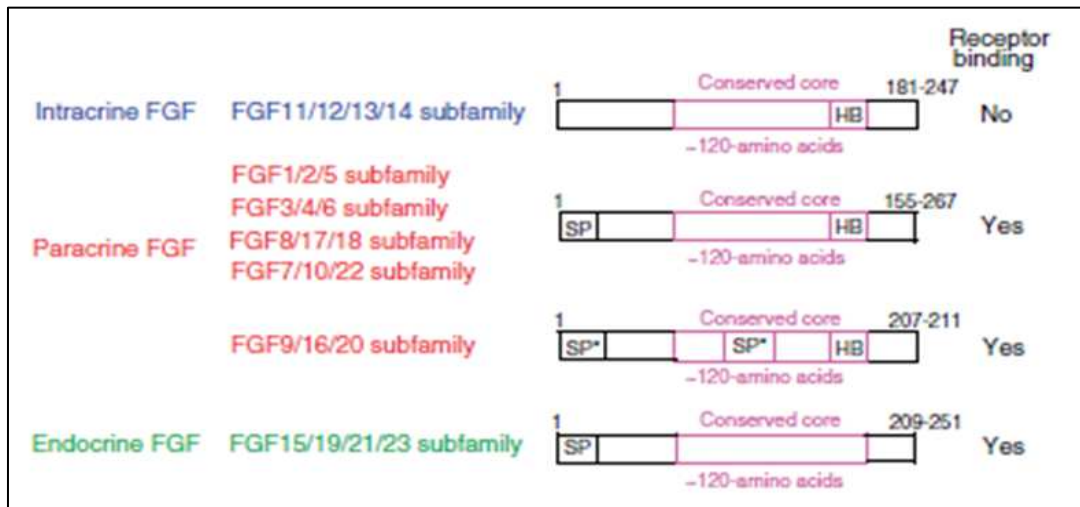 Receptor
binding
1 Conserved core 181-247
Intracrine FGF FGF11/12/13/14 subfamily HB No
~120-amino acids
FGF1/2/5 subfamily
FGF3/4/6 subfamily
1 Conserved core 155-267
Paracrine FGF FGF8/17/18 subfamily SP HB Yes
FGF7/10/22 subfamily
~120-amino acids
1 Conserved core 207-211
FGF9/16/20 subfamily SP* SP* HB Yes
~120-amino acids
1 Conserved core 209-251
Endocrine FGF FGF15/19/21/23 subfamily SP Yes
~120-amino acids